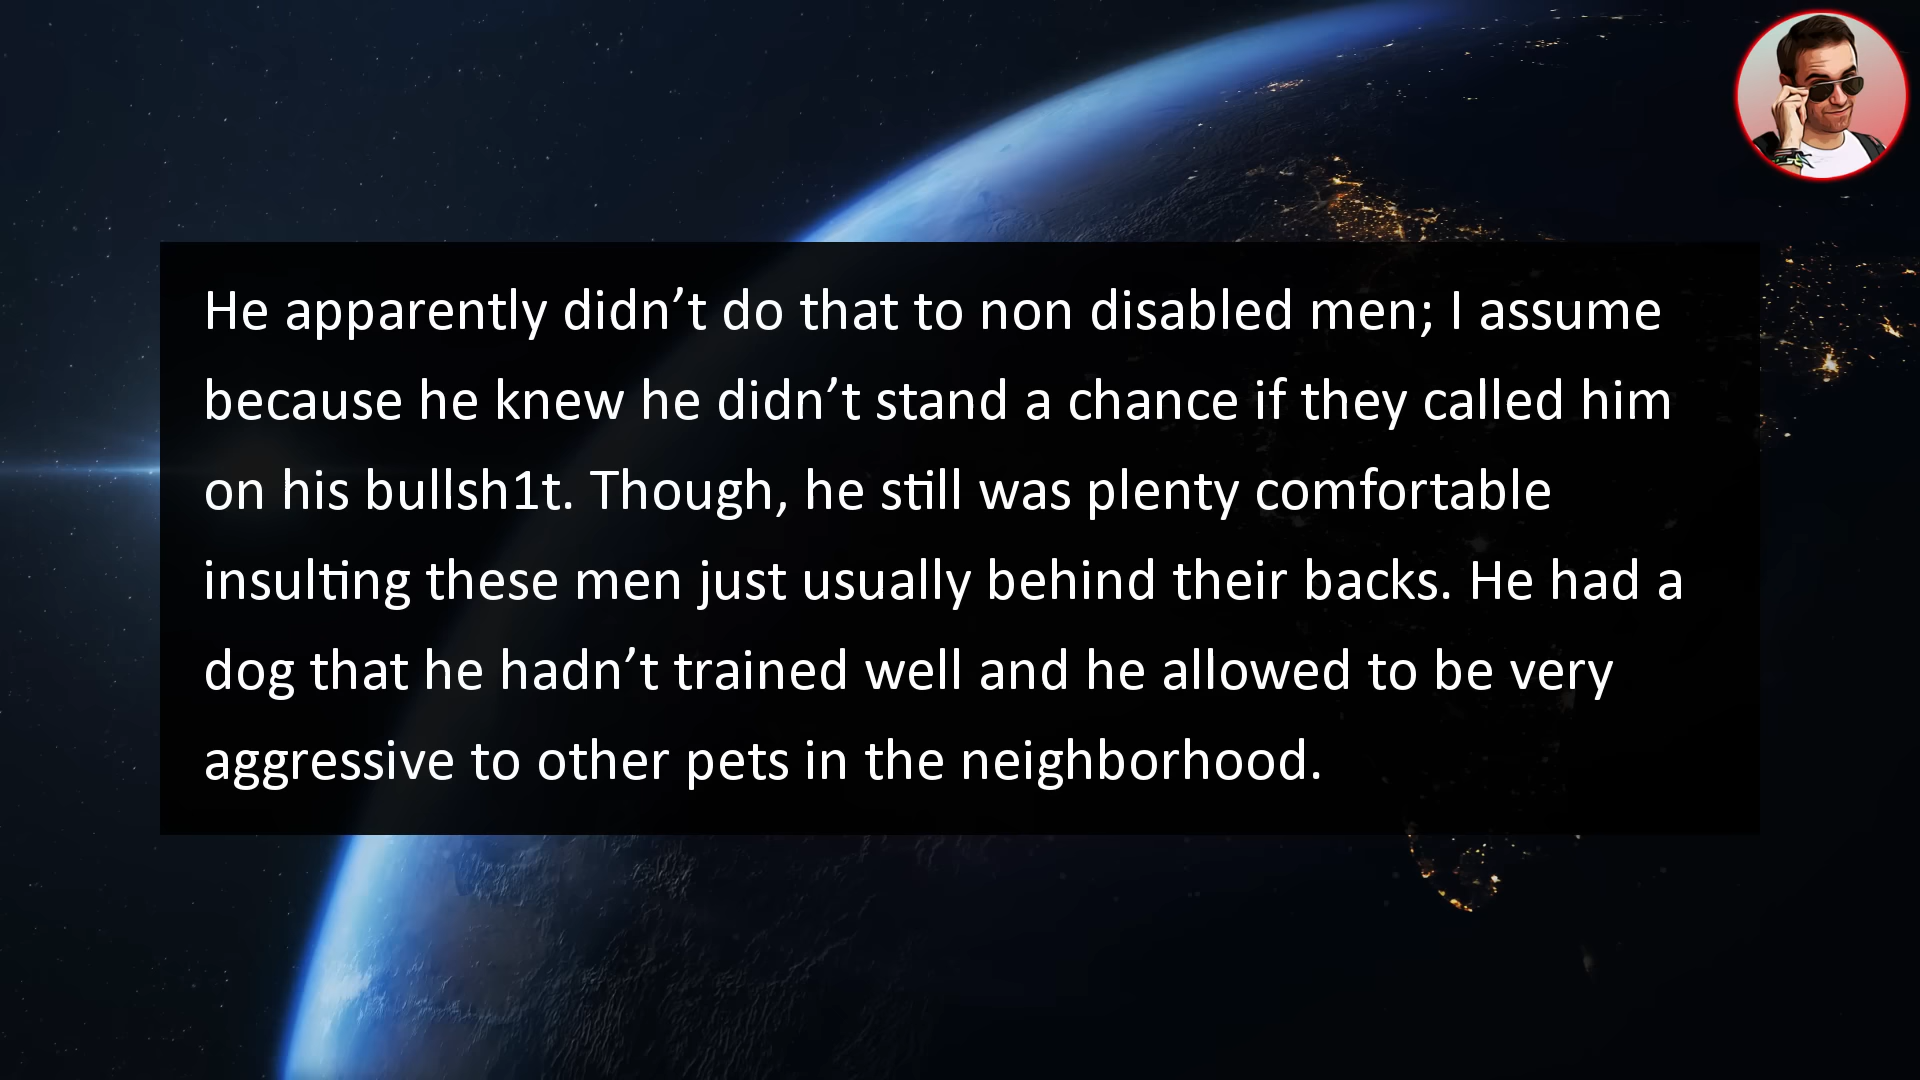 He apparently didn’t do that to non disabled men; I assume
because he knew he didn’t stand a chance if they called him
on his bullsh1t. Though, he still was plenty comfortable
insulting these men just usually behind their backs. He had a
dog that he hadn’t trained well and he allowed to be very
aggressive to other pets in the neighborhood.